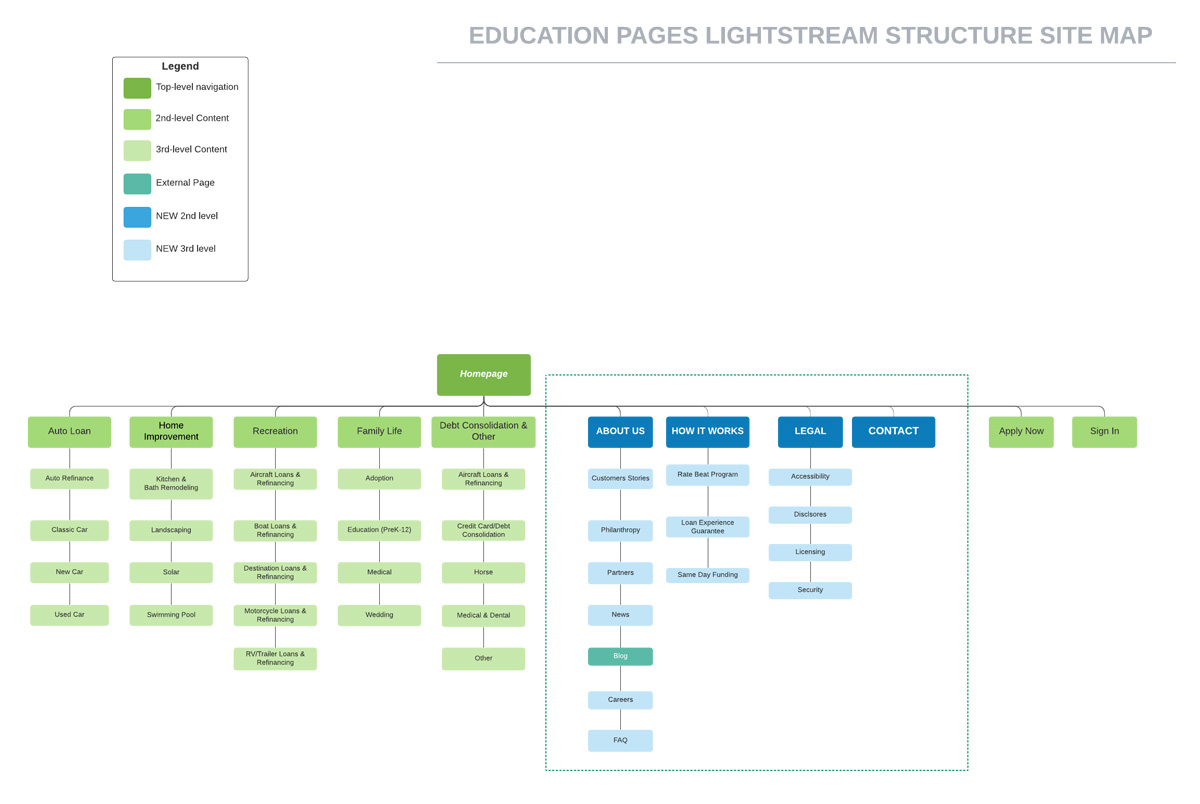 EDUCATION PAGES LIGHTSTREAM STRUCTURE SITE MAP
Legend
Top-level navigation
2nd-level Content
3rd-level Content
External Page
NEW 2nd level
NEW 3rd level
Homepage
Auto Loan
Home
Improvement
Recreation
Family Life
Debt Consolidation &
Other
ABOUT US
HOW IT WORKS
LEGAL
CONTACT
Apply Now
Sign In
Auto Refinance
Classic Car
New Car
Used Car
Kitchen &
Bath Remodeling
Landscaping
Solar
Swimming Pool
Aircraft Loans &
Refinancing
Boat Loans &
Refinancing
Destination Loans &
Refinancing
Motorcycle Loans &
Refinancing
RV/Trailer Loans &
Refinancing
Adoption
Education (PreK-12)
Medical
Wedding
Aircraft Loans &
Refinancing
Credit Card/Debt
Consolidation
Horse
Medical & Dental
Other
Customers Stories
Philanthropy
Partners
News
Blog
Careers
FAQ
Rate Beat Program
Loan Experience
Guarantee
Same Day Funding
Accessibility
Disclsores
Licensing
Security